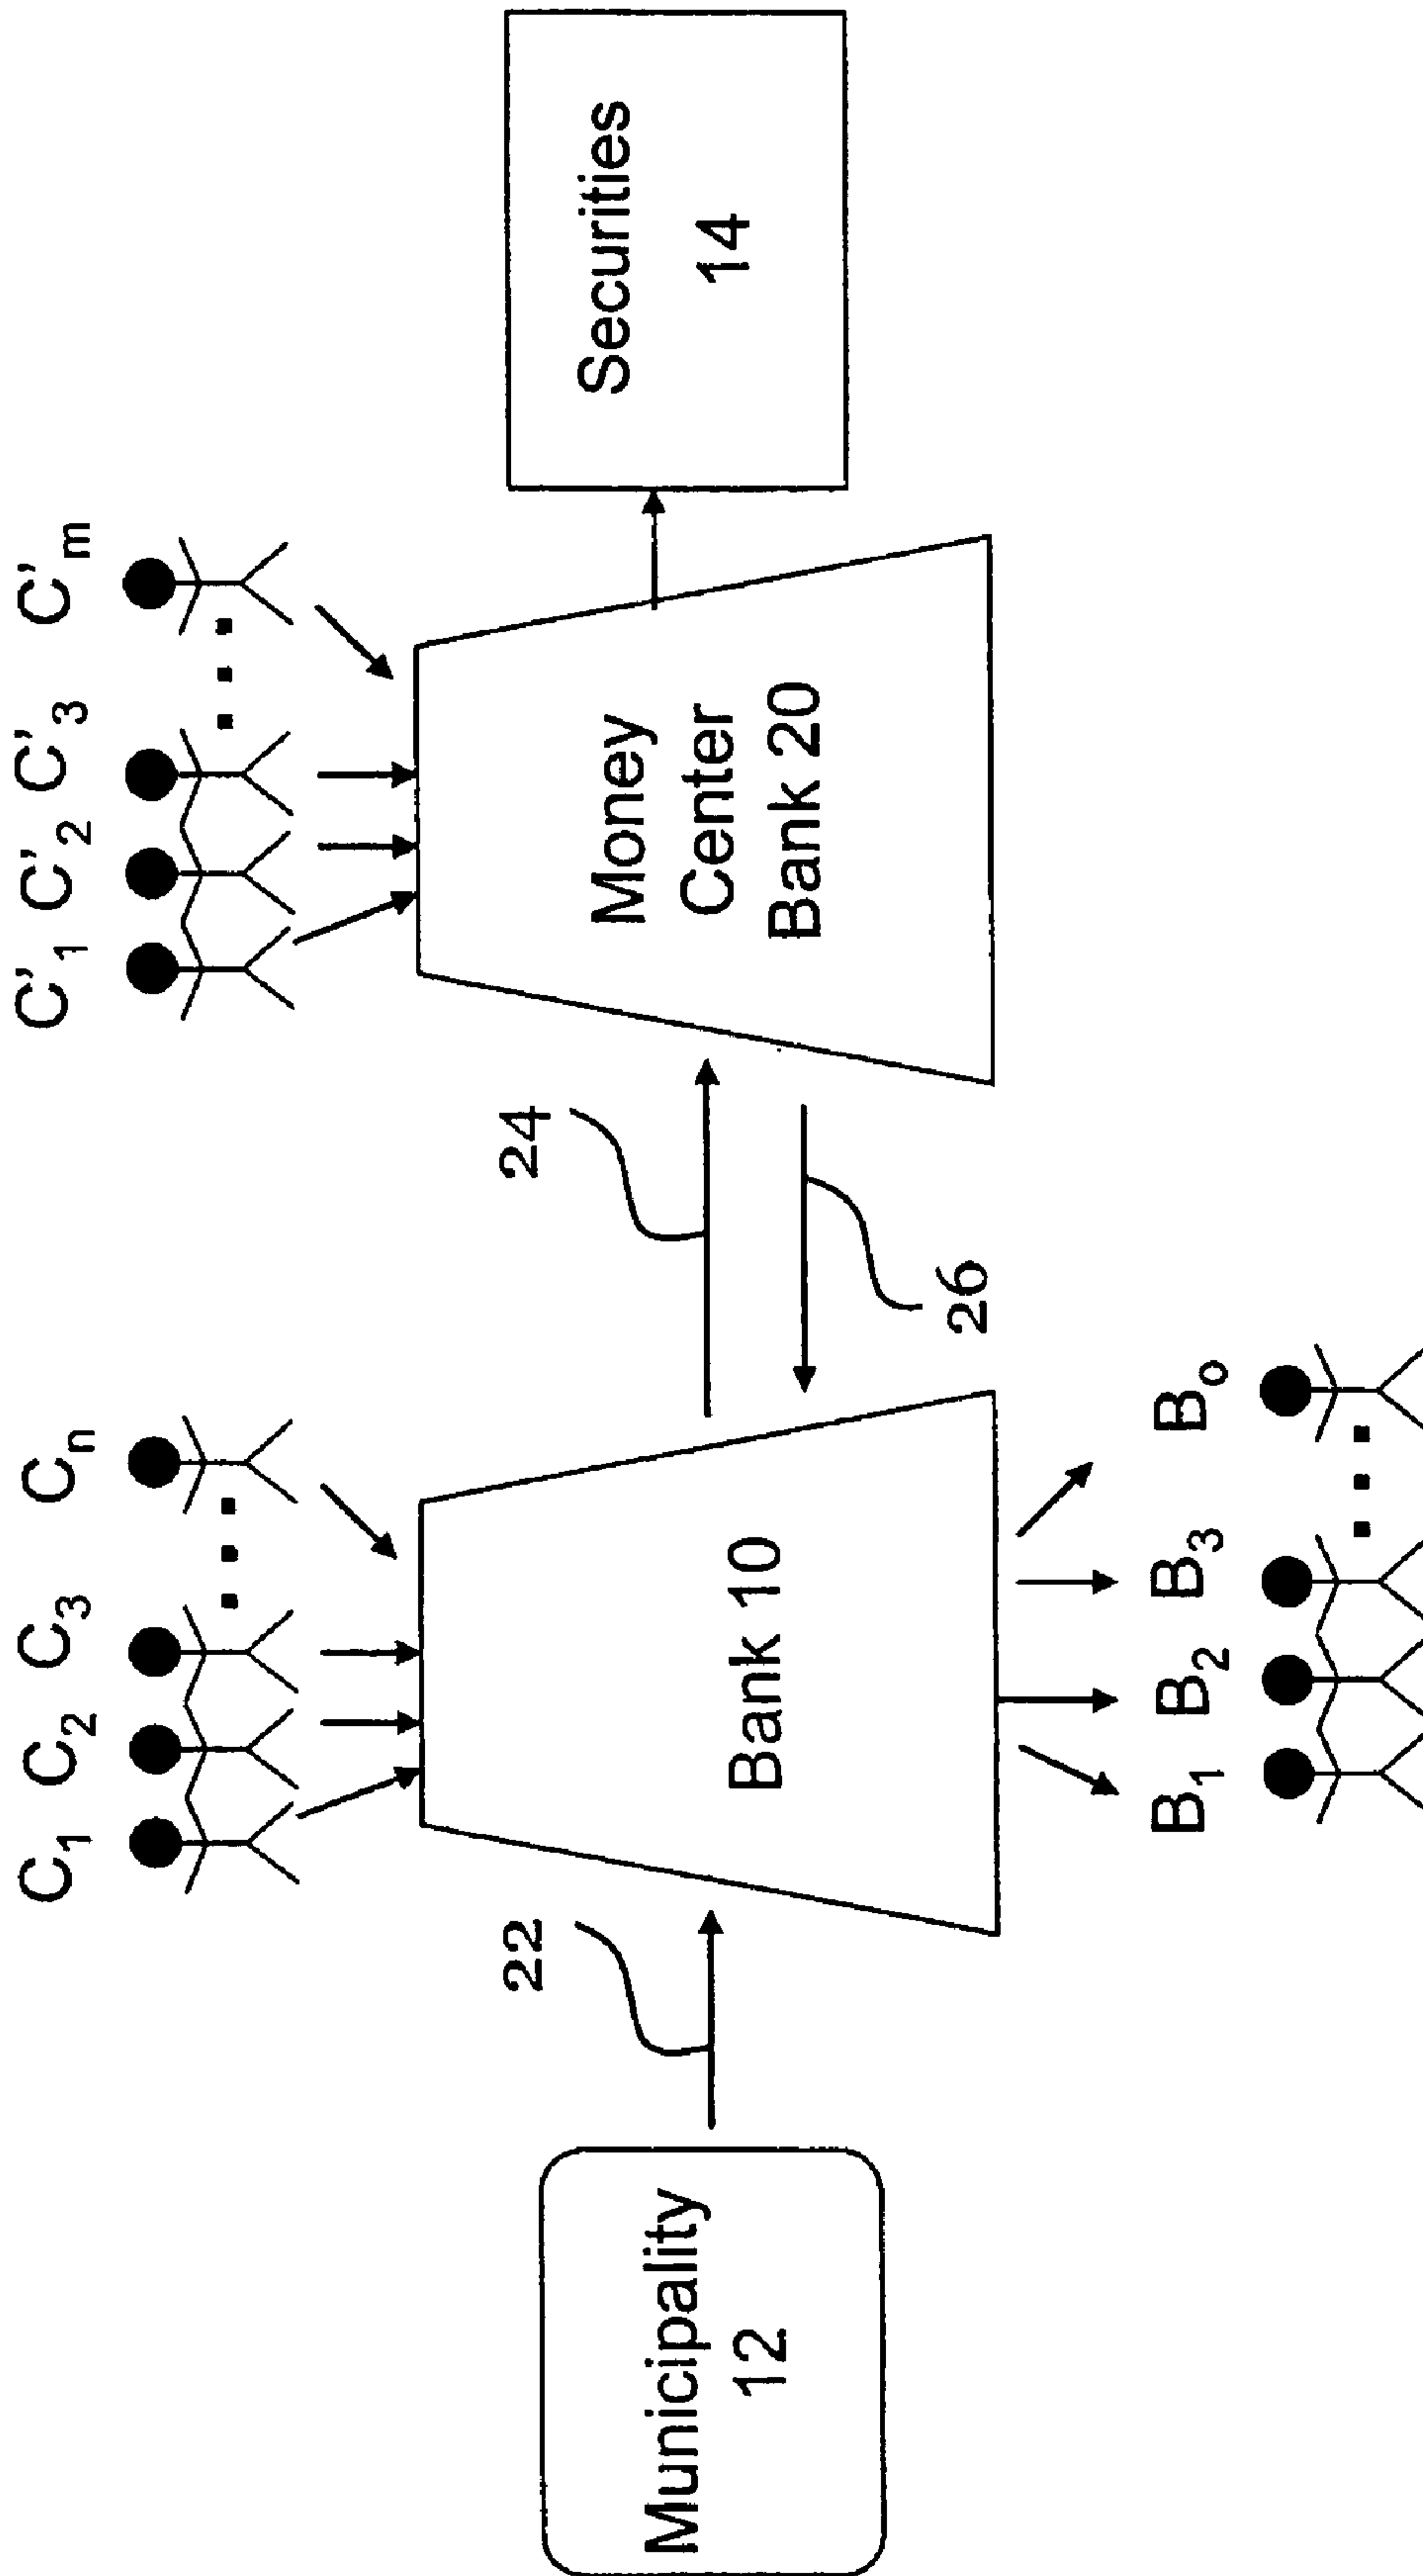 C₁ C₂ C₃ Cₙ
C'₁ C'₂ C'₃ C'ₘ
Municipality
12
22
Bank 10
24
26
Money
Center
Bank 20
Securities
14
B₁ B₂ B₃ Bₒ